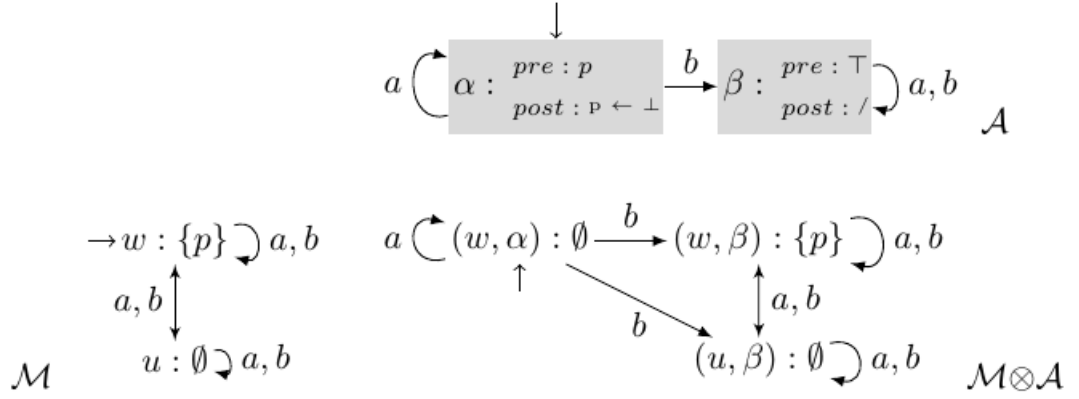 a α : pre : p b β : pre : ⊤ a, b
post : p ← ⊥ post : /
𝒜
w : {p} a, b a (w, α) : ∅ b (w, β) : {p} a, b
a, b b a, b
u : ∅ a, b (u, β) : ∅ a, b
ℳ ℳ⊗𝒜